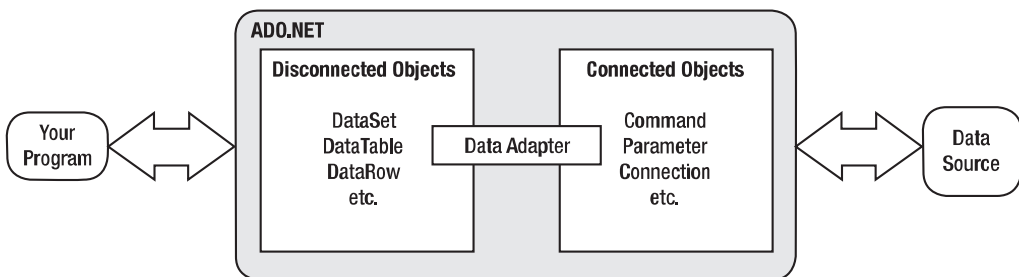 ADO.NET
Your
Program
Disconnected Objects
DataSet
DataTable
DataRow
etc.
Data Adapter
Connected Objects
Command
Parameter
Connection
etc.
Data
Source